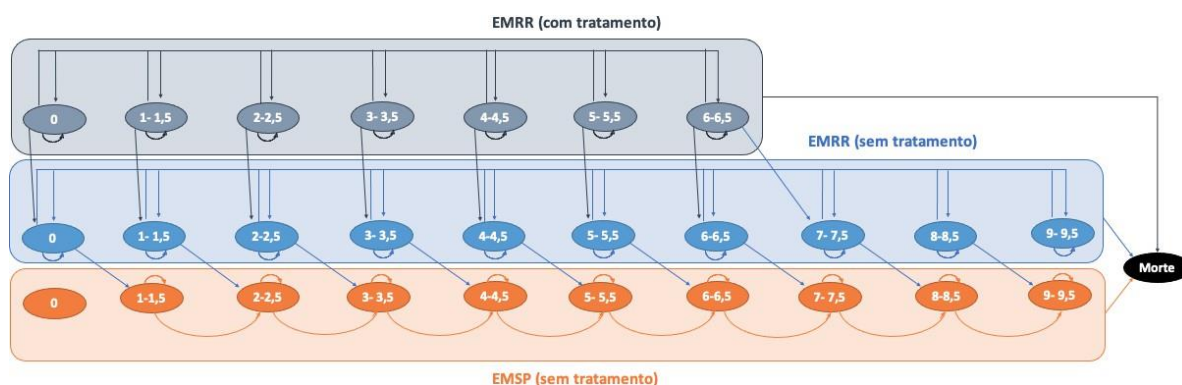 EMRR (com tratamento)
0 1- 1,5 2-2,5 3- 3,5 4-4,5 5- 5,5 6-6,5
EMRR (sem tratamento)
0 1- 1,5 2-2,5 3- 3,5 4-4,5 5- 5,5 6-6,5 7- 7,5 8-8,5 9- 9,5
Morte
0 1-1,5 2-2,5 3- 3,5 4-4,5 5- 5,5 6-6,5 7- 7,5 8-8,5 9- 9,5
EMSP (sem tratamento)